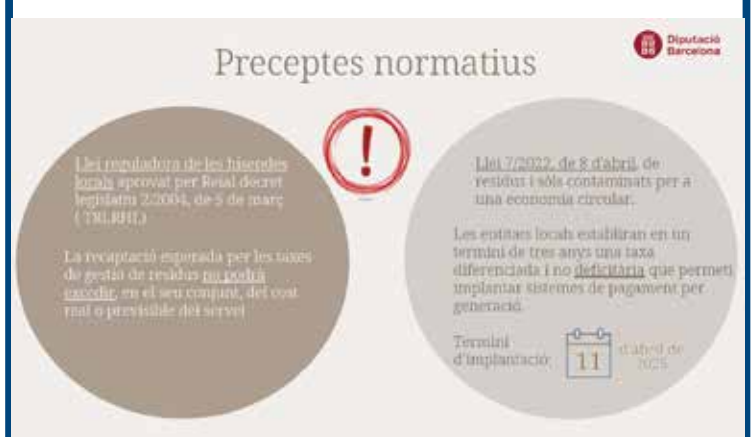 Diputació
Barcelona
Preceptes normatius
Llei reguladora de les hisendes
locals aprovat per Reial decret
legislatiu 2/2004, de 5 de març
( TRLRHL)
La recaptació esperada per les taxes
de gestió de residus no podrà
excedir, en el seu conjunt, del cost
real o previsible del servei
!
Llei 7/2022, de 8 d'abril, de
residus i sòls contaminats per a
una economia circular.
Les entitats locals establiran en un
termini de tres anys una taxa
diferenciada i no deficitària que permeti
implantar sistemes de pagament per
generació.
Termini
d'implantació:
11
d'abril de
2025